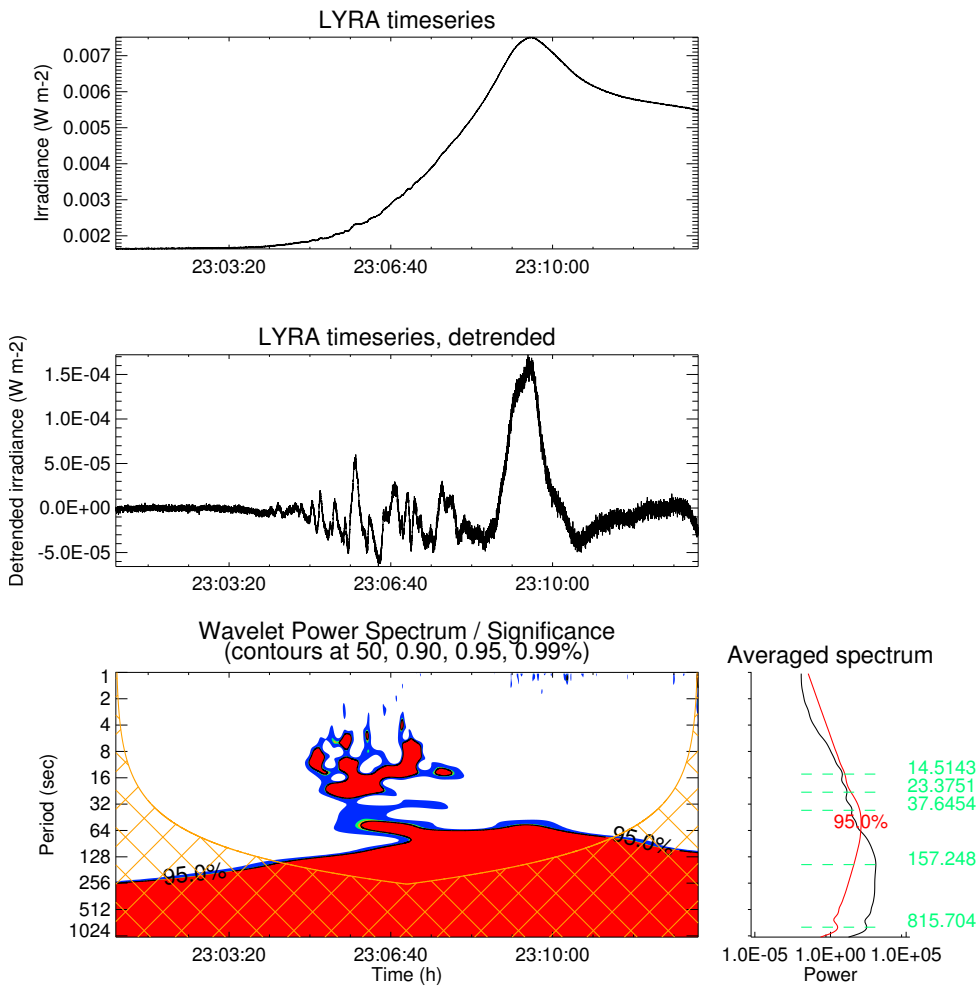 LYRA timeseries
Irradiance (W m-2)
0.007
0.006
0.005
0.004
0.003
0.002
23:03:20 23:06:40 23:10:00
LYRA timeseries, detrended
Detrended irradiance (W m-2)
1.5E-04
1.0E-04
5.0E-05
0.0E+00
-5.0E-05
23:03:20 23:06:40 23:10:00
Wavelet Power Spectrum / Significance
(contours at 50, 0.90, 0.95, 0.99%)
Period (sec)
1
2
4
8
16
32
64
128
256
512
1024
95.0%
95.0%
23:03:20 23:06:40 23:10:00
Time (h)
Averaged spectrum
14.5143
23.3751
37.6454
95.0%
157.248
815.704
1.0E-05 1.0E+00 1.0E+05
Power